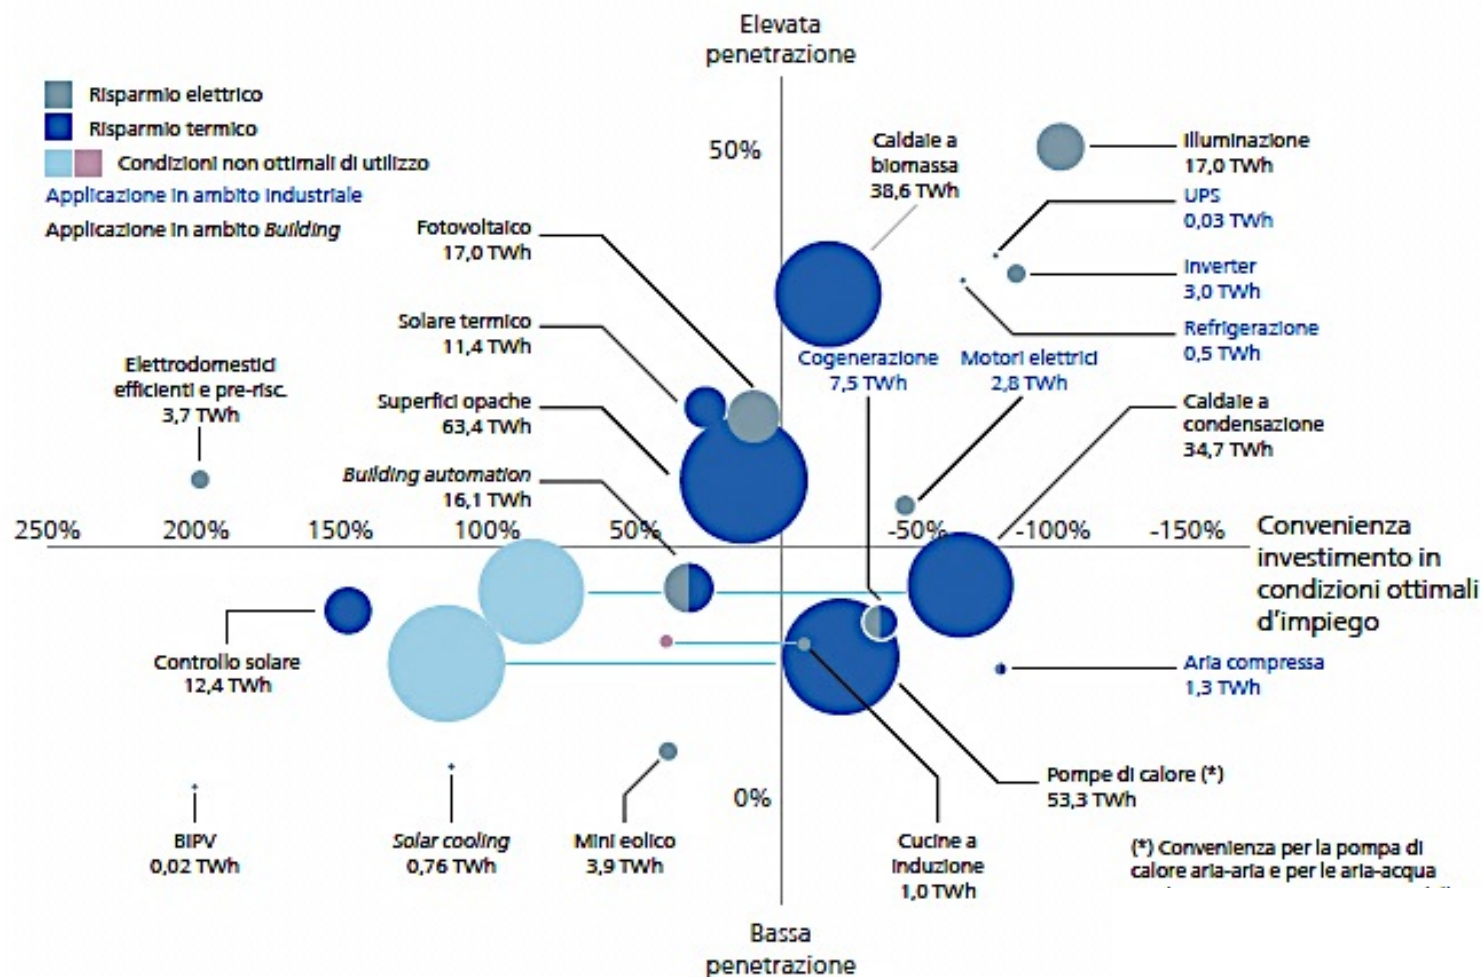 Elevata
penetrazione
Risparmio elettrico
Risparmio termico
Condizioni non ottimali di utilizzo
Applicazione in ambito industriale
Applicazione in ambito Building
50%
Caldaie a
biomassa
38,6 TWh
Illuminazione
17,0 TWh
UPS
0,03 TWh
Inverter
3,0 TWh
Refrigerazione
0,5 TWh
Fotovoltaico
17,0 TWh
Solare termico
11,4 TWh
Elettrodomestici
efficienti e pre-risc.
3,7 TWh
Superfici opache
63,4 TWh
Building automation
16,1 TWh
Cogenerazione
7,5 TWh
Motori elettrici
2,8 TWh
Caldaie a
condensazione
34,7 TWh
250%
200%
150%
100%
50%
-50%
-100%
-150%
Convenienza
investimento in
condizioni ottimali
d'impiego
Controllo solare
12,4 TWh
Aria compressa
1,3 TWh
Pompe di calore (*)
53,3 TWh
0%
BIPV
0,02 TWh
Solar cooling
0,76 TWh
Mini eolico
3,9 TWh
Cucine a
induzione
1,0 TWh
(*) Convenienza per la pompa di
calore aria-aria e per le aria-acqua
Bassa
penetrazione